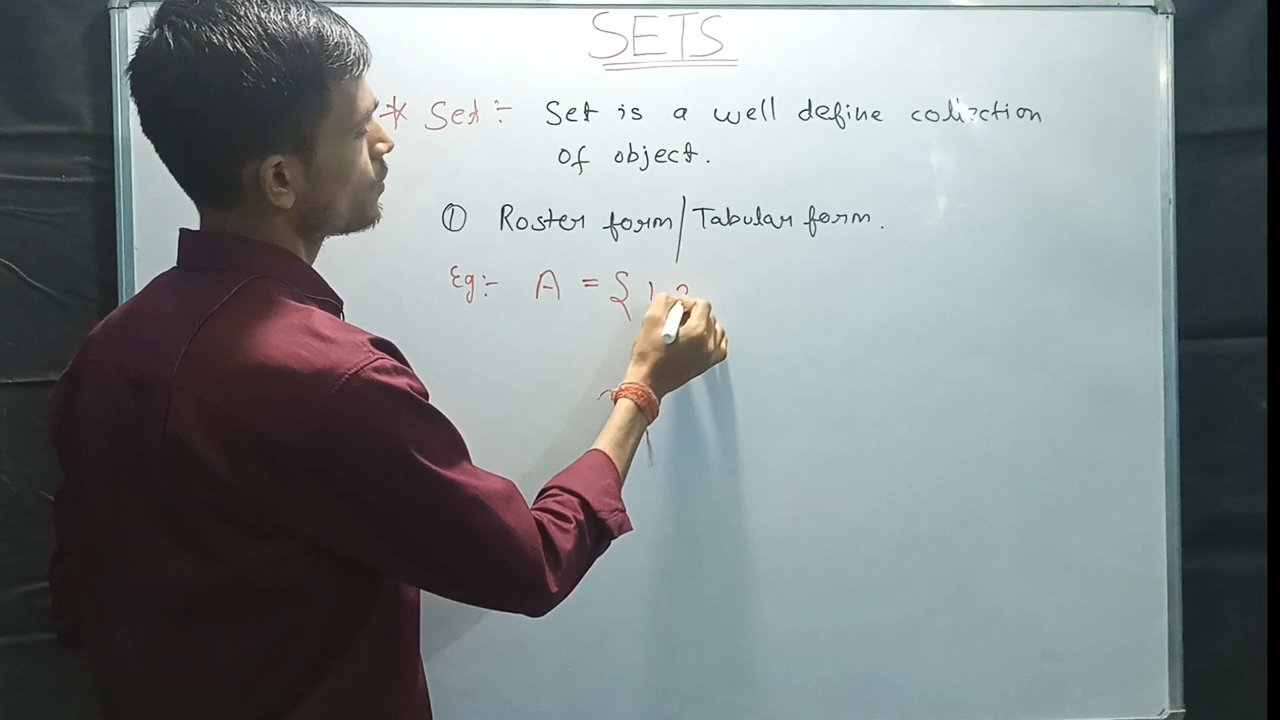 SETS
* Set :- Set is a well define collection
of object.
① Roster form/Tabular form.
Eg:- A = { 1